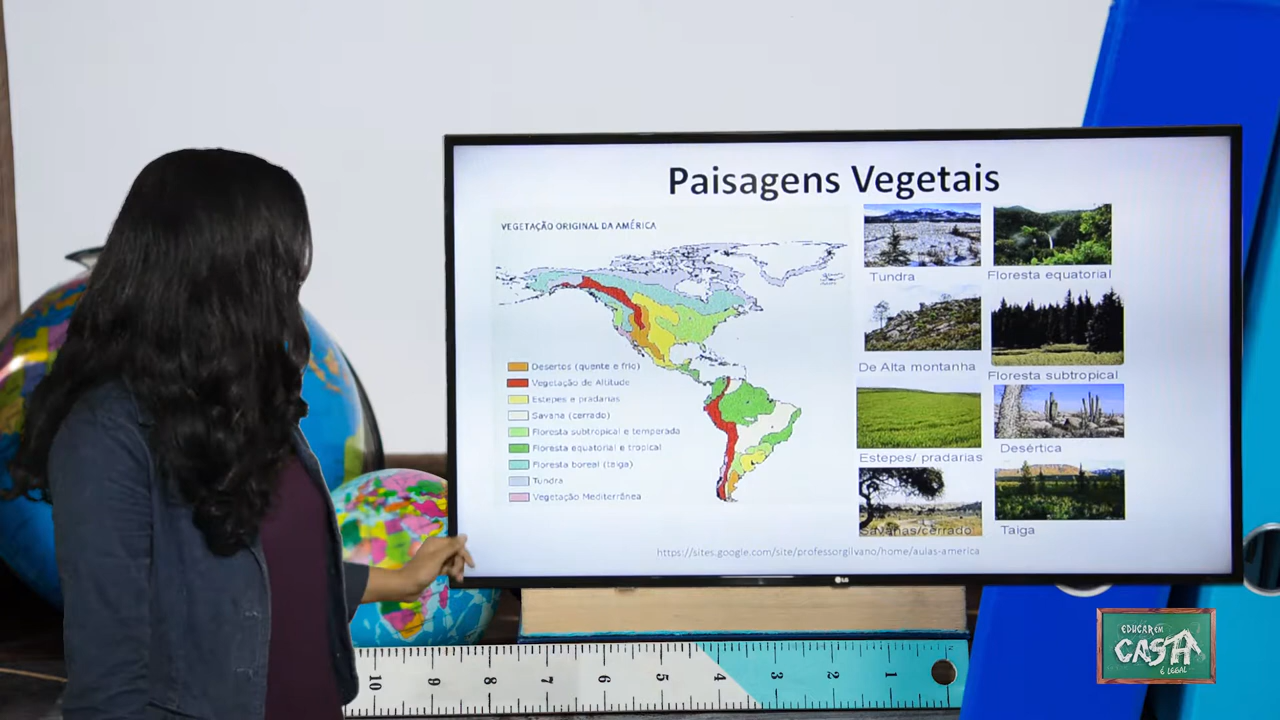 Paisagens Vegetais
VEGETAÇÃO ORIGINAL DA AMÉRICA
Desertos (quente e frio)
Vegetação de Altitude
Estepes e pradarias
Savana (cerrado)
Floresta subtropical e temperada
Floresta equatorial e tropical
Floresta boreal (taiga)
Tundra
Vegetação Mediterrânea
Tundra
Floresta equatorial
De Alta montanha
Floresta subtropical
Estepes/ pradarias
Desértica
Savanas/cerrado
Taiga
https://sites.google.com/site/professorgilvano/home/aulas-america
LG
10 9 8 7 6 5 4 3 2 1
EDUCAR EM
CASA
É LEGAL